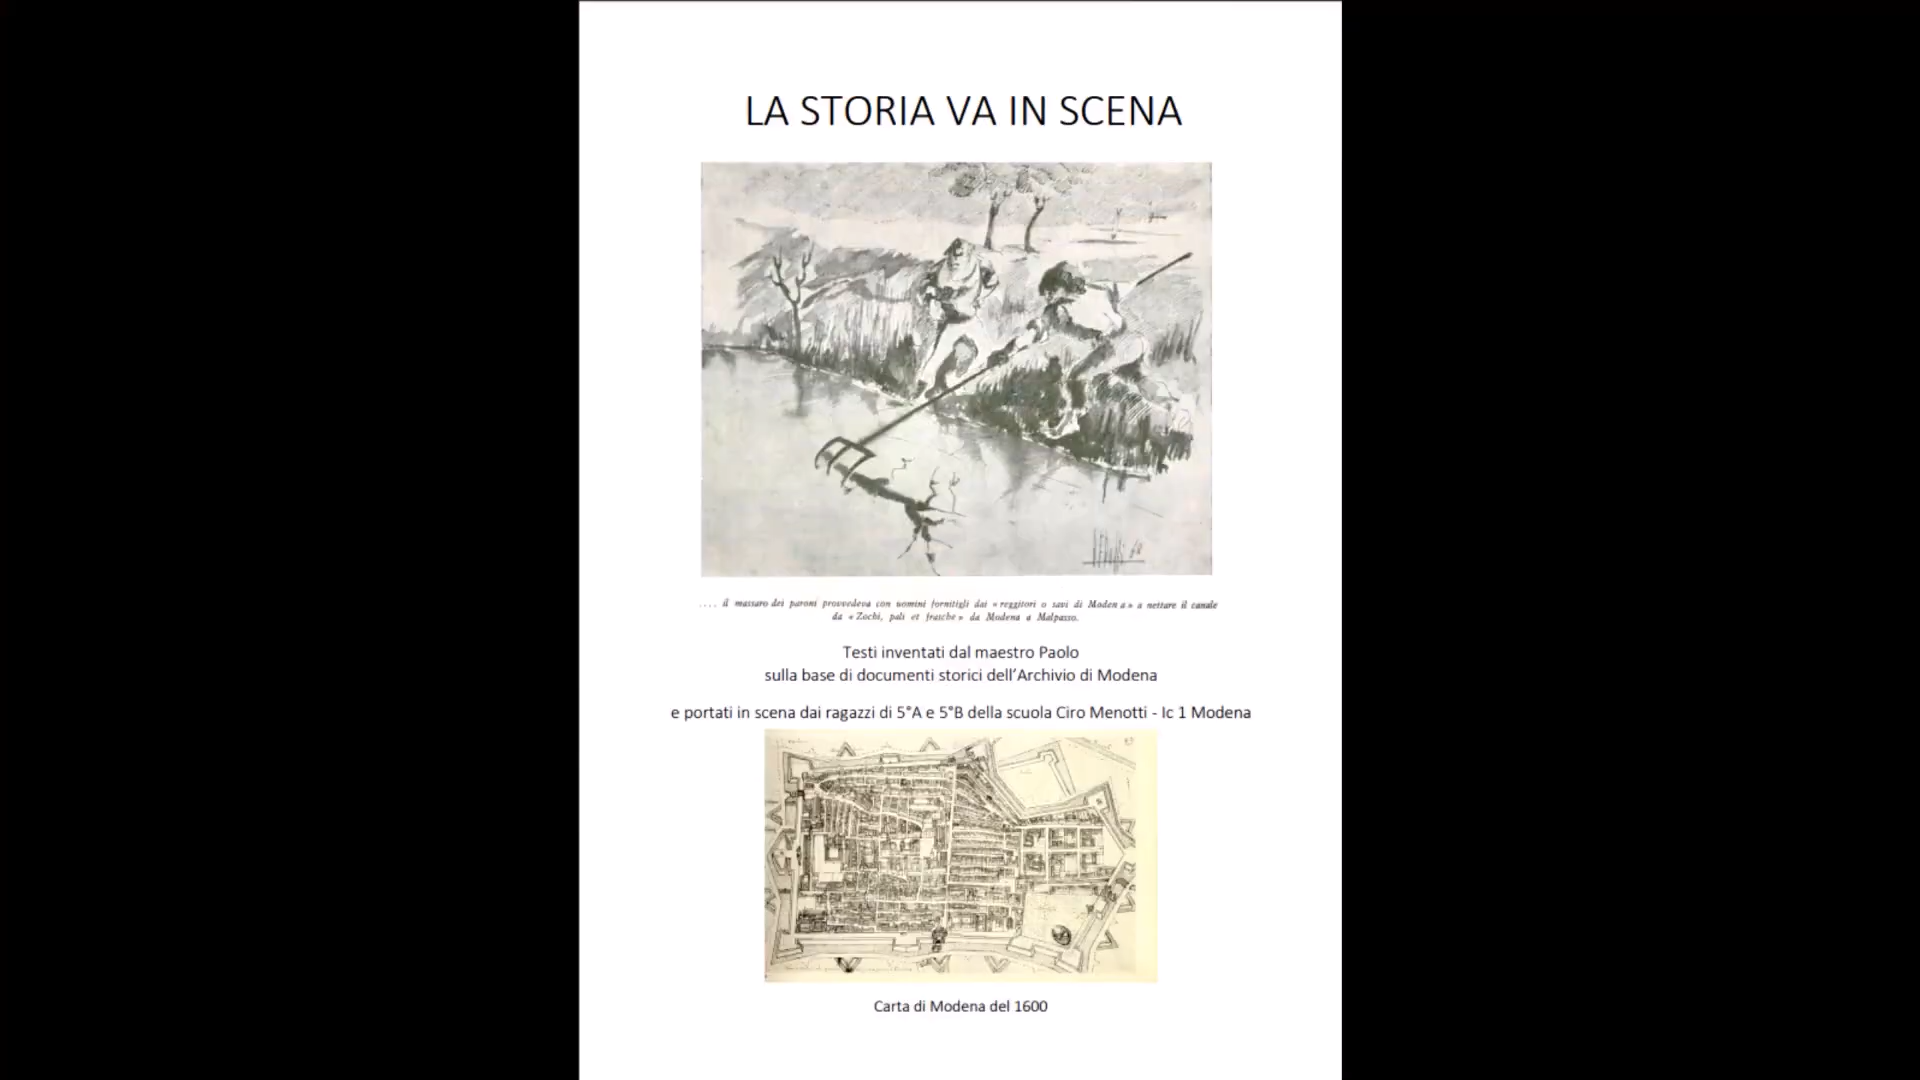 LA STORIA VA IN SCENA
.... il massaro dei paroni provvedeva con uomini fornitigli dai « reggitori o savi di Modena » a nettare il canale
da « Zochi, pali et frasche » da Modena a Malpasso.
Testi inventati dal maestro Paolo
sulla base di documenti storici dell’Archivio di Modena
e portati in scena dai ragazzi di 5°A e 5°B della scuola Ciro Menotti - Ic 1 Modena
Carta di Modena del 1600